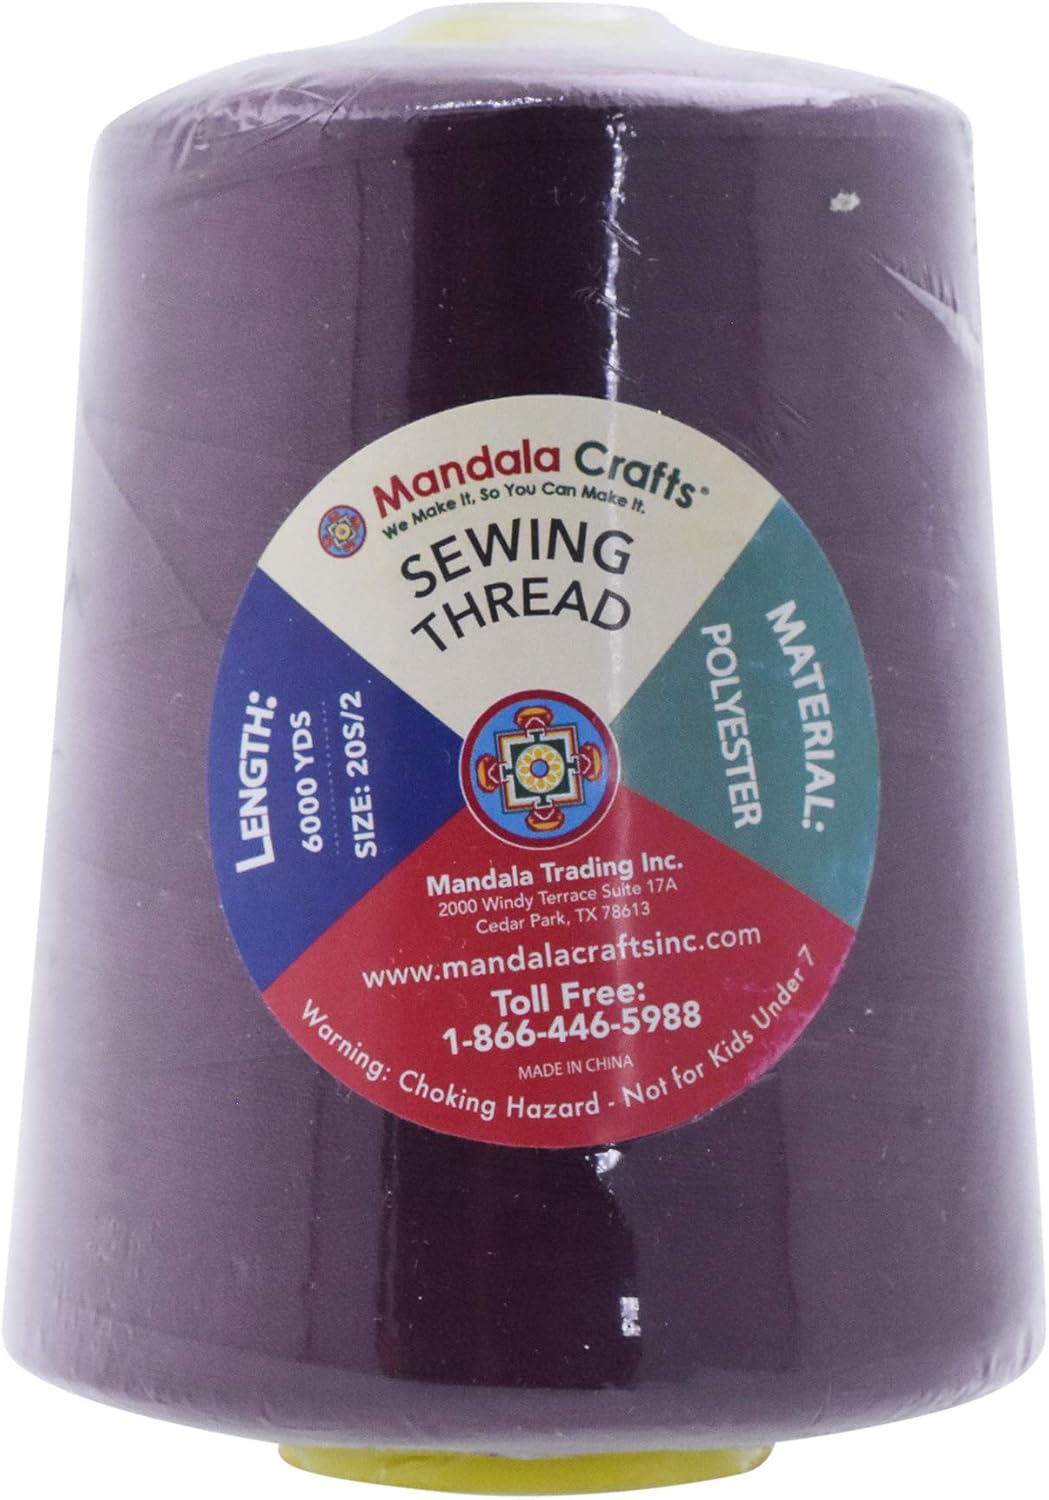 Mandala Crafts®
We Make It, So You Can Make It.
SEWING
THREAD
LENGTH:
6000 YDS
SIZE: 20S/2
MATERIAL:
POLYESTER
Mandala Trading Inc.
2000 Windy Terrace Suite 17A
Cedar Park, TX 78613
www.mandalacraftsinc.com
Toll Free:
1-866-446-5988
MADE IN CHINA
Warning: Choking Hazard - Not for Kids Under 7